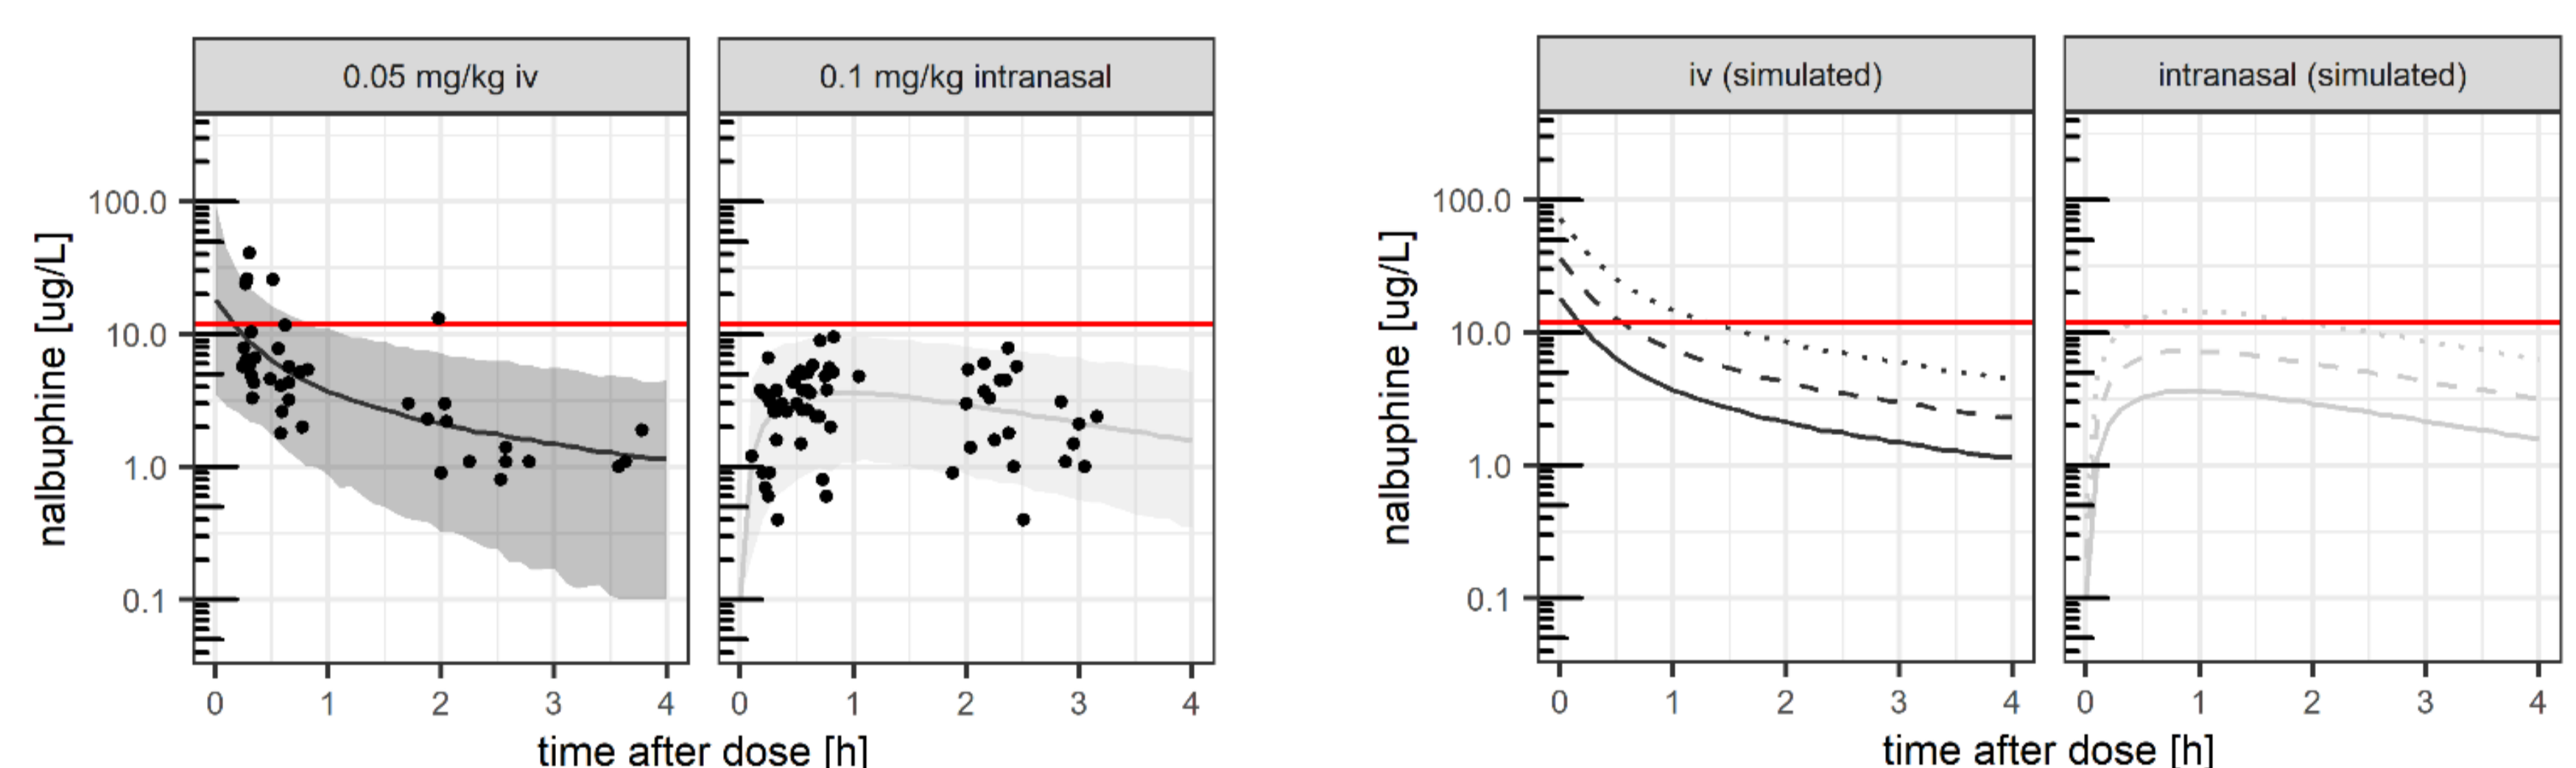 0.05 mg/kg iv
0.1 mg/kg intranasal
nalbuphine [ug/L]
100.0
10.0
1.0
0.1
0 1 2 3 4
0 1 2 3 4
time after dose [h]
iv (simulated)
intranasal (simulated)
nalbuphine [ug/L]
100.0
10.0
1.0
0.1
0 1 2 3 4
0 1 2 3 4
time after dose [h]